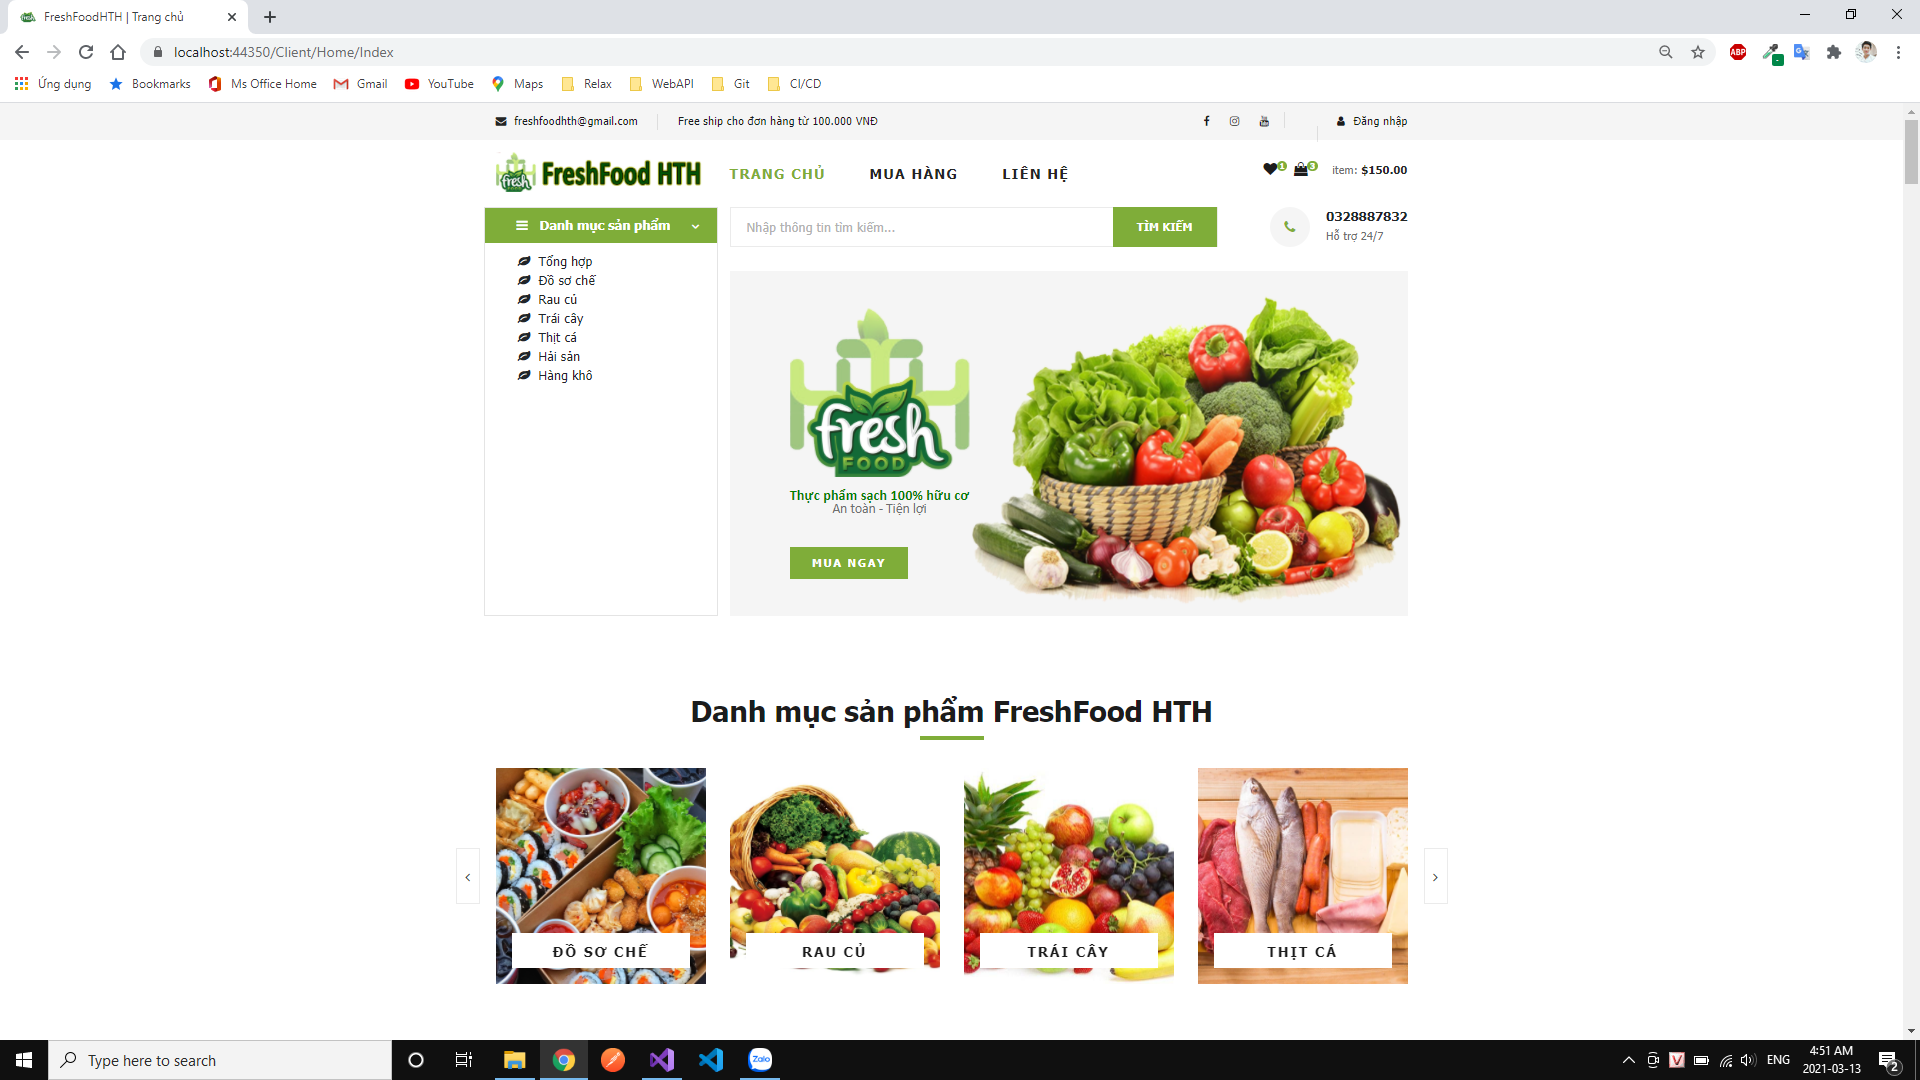 FreshFoodHTH | Trang chủ
localhost:44350/Client/Home/Index
ABP
Ứng dụng
Bookmarks
Ms Office Home
Gmail
YouTube
Maps
Relax
WebAPI
Git
CI/CD
freshfoodhth@gmail.com
Free ship cho đơn hàng từ 100.000 VNĐ
Đăng nhập
fresh
FreshFood HTH
TRANG CHỦ
MUA HÀNG
LIÊN HỆ
1
3
item: $150.00
Danh mục sản phẩm
Nhập thông tin tìm kiếm...
TÌM KIẾM
0328887832
Hỗ trợ 24/7
Tổng hợp
Đồ sơ chế
Rau củ
Trái cây
Thịt cá
Hải sản
Hàng khô
fresh
FOOD
Thực phẩm sạch 100% hữu cơ
An toàn - Tiện lợi
MUA NGAY
Danh mục sản phẩm FreshFood HTH
ĐỒ SƠ CHẾ
RAU CỦ
TRÁI CÂY
THỊT CÁ
Type here to search
Zalo
V
ENG
4:51 AM
2021-03-13
2